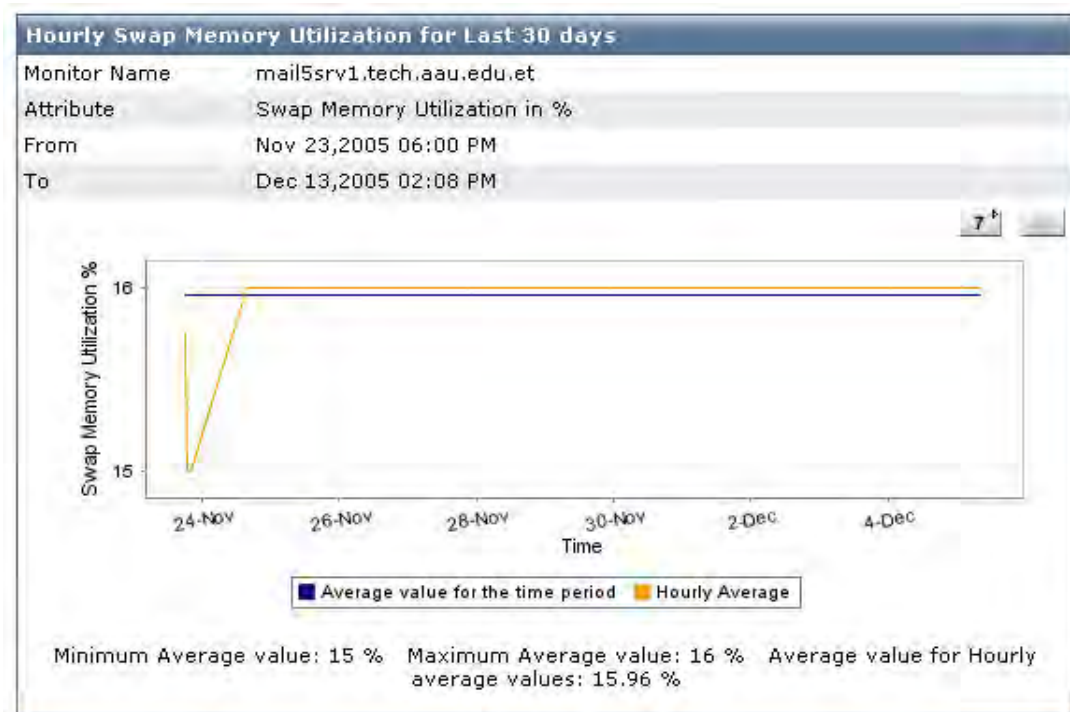 Hourly Swap Memory Utilization for Last 30 days
Monitor Name mail5srv1.tech.aau.edu.et
Attribute Swap Memory Utilization in %
From Nov 23,2005 06:00 PM
To Dec 13,2005 02:08 PM
7
Swap Memory Utilization %
16
15
24-Nov 26-Nov 28-Nov 30-Nov 2-Dec 4-Dec
Time
Average value for the time period Hourly Average
Minimum Average value: 15 % Maximum Average value: 16 % Average value for Hourly
average values: 15.96 %